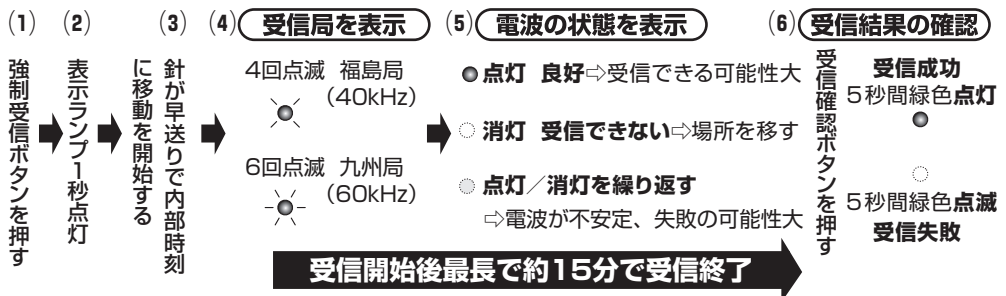 (1)
強制受信ボタンを押す
(2)
表示ランプ1秒点灯
(3)
針が早送りで内部時刻
に移動を開始する
(4) 受信局を表示
4回点滅 福島局
(40kHz)
6回点滅 九州局
(60kHz)
(5) 電波の状態を表示
点灯 良好⇨受信できる可能性大
消灯 受信できない⇨場所を移す
点灯／消灯を繰り返す
⇨電波が不安定、失敗の可能性大
(6) 受信結果の確認
受信確認ボタンを押す
受信成功
5秒間緑色点灯
5秒間緑色点滅
受信失敗
受信開始後最長で約15分で受信終了